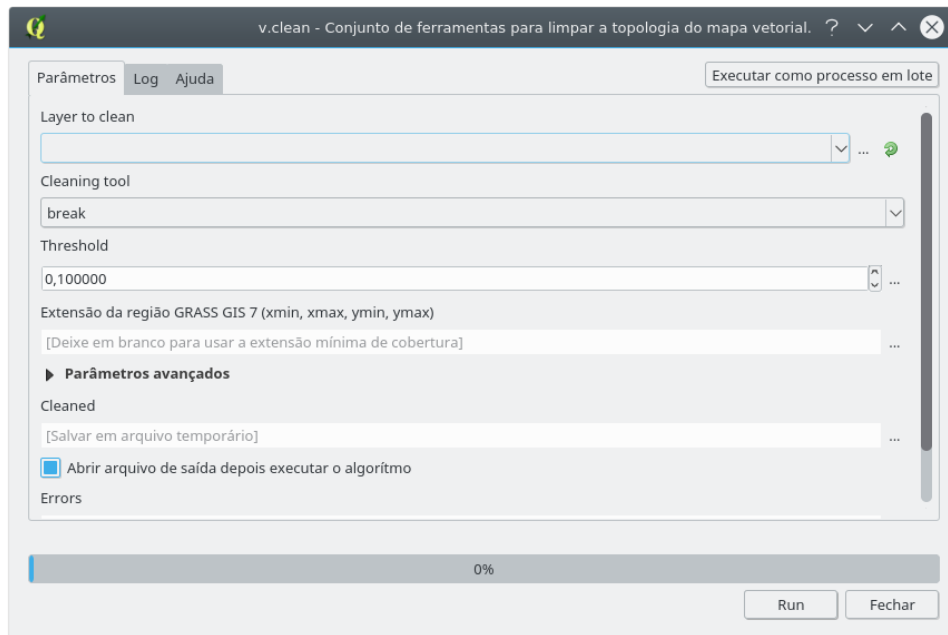 v.clean - Conjunto de ferramentas para limpar a topologia do mapa vetorial. ?
Parâmetros Log Ajuda
Executar como processo em lote
Layer to clean
...
Cleaning tool
break
Threshold
0,100000
...
Extensão da região GRASS GIS 7 (xmin, xmax, ymin, ymax)
[Deixe em branco para usar a extensão mínima de cobertura]
...
Parâmetros avançados
Cleaned
[Salvar em arquivo temporário]
...
Abrir arquivo de saída depois executar o algorítmo
Errors
0%
Run Fechar